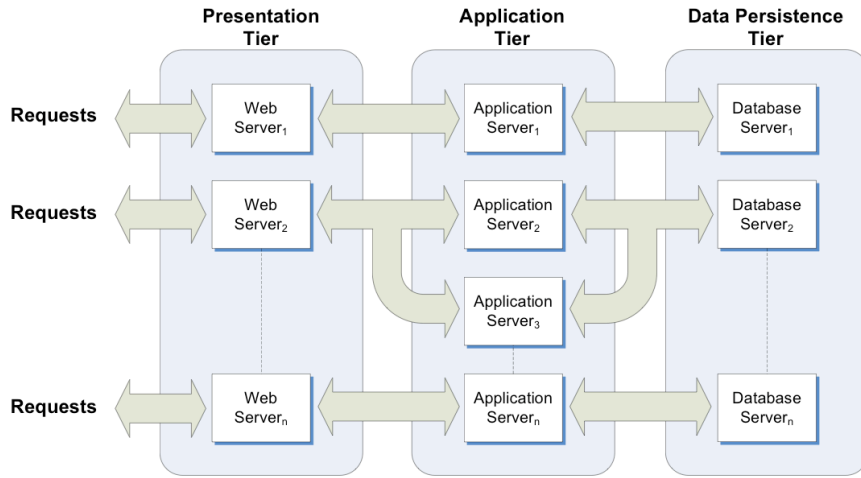 Presentation Application Data Persistence
Tier Tier Tier
Requests
Web
Server₁
Application
Server₁
Database
Server₁
Requests
Web
Server₂
Application
Server₂
Database
Server₂
Application
Server₃
Requests
Web
Serverₙ
Application
Serverₙ
Database
Serverₙ